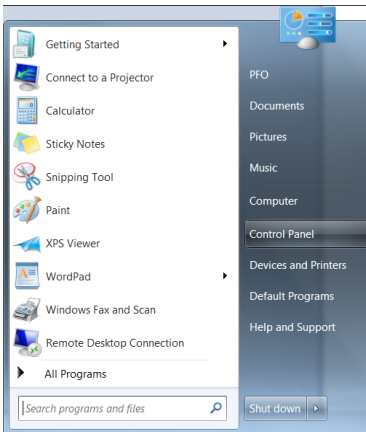 Getting Started
Connect to a Projector
Calculator
Sticky Notes
Snipping Tool
Paint
XPS Viewer
WordPad
Windows Fax and Scan
Remote Desktop Connection
All Programs
Search programs and files
PFO
Documents
Pictures
Music
Computer
Control Panel
Devices and Printers
Default Programs
Help and Support
Shut down